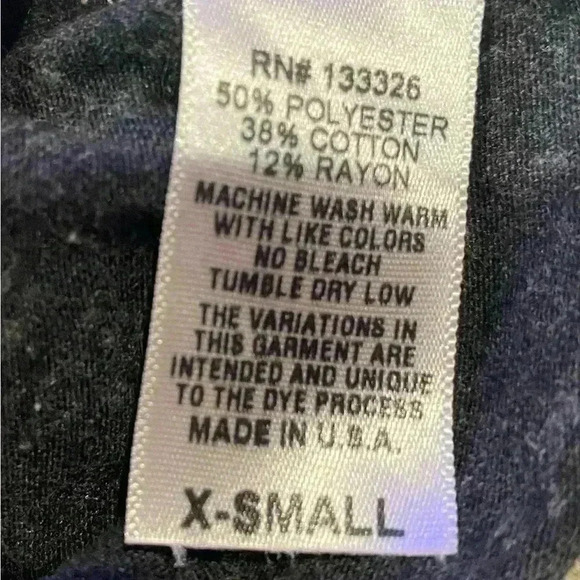 RN# 133326
50% POLYESTER
38% COTTON
12% RAYON
MACHINE WASH WARM
WITH LIKE COLORS
NO BLEACH
TUMBLE DRY LOW
THE VARIATIONS IN
THIS GARMENT ARE
INTENDED AND UNIQUE
TO THE DYE PROCESS
MADE IN U.S.A.
X-SMALL